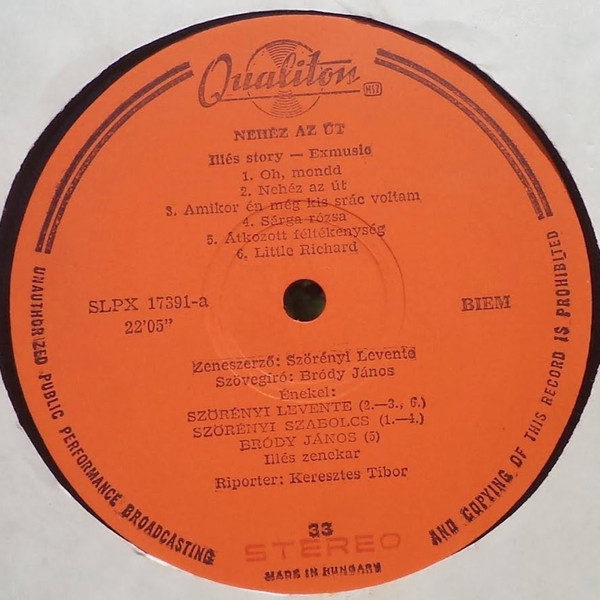 Qualiton
NEHÉZ AZ ÚT
Illés story — Exmusic
1. Oh, mondd
2. Nehéz az út
3. Amikor én még kis srác voltam
4. Sárga rózsa
5. Átkozott féltékenység
6. Little Richard
SLPX 17391-a
22'05"
BIEM
Zeneszerző: Szörényi Levente
Szövegíró: Bródy János
Énekel:
SZÖRÉNYI LEVENTE (2.—3., 6.)
SZÖRÉNYI SZABOLCS (1.—4.)
BRÓDY JÁNOS (5)
Illés zenekar
Riporter: Keresztes Tibor
33
STEREO
MADE IN HUNGARY
UNAUTHORIZED PUBLIC PERFORMANCE BROADCASTING
AND COPYING OF THIS RECORD IS PROHIBITED